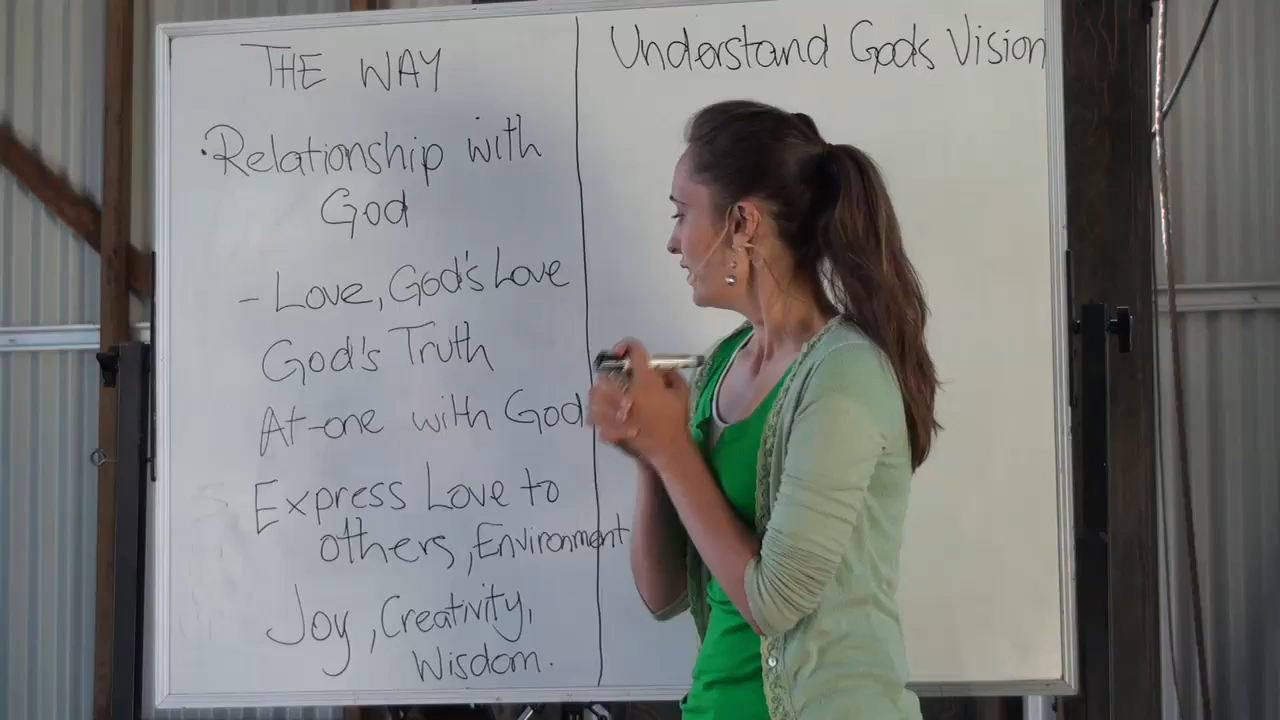 THE WAY
·Relationship with
God
- Love, God's Love
God's Truth
At-one with God
Express Love to
others, Environment
Joy, Creativity,
Wisdom.
Understand Gods Vision